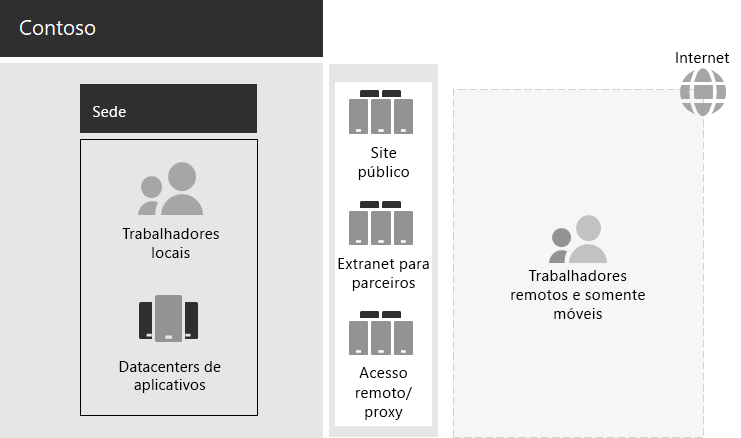 Contoso
Sede
Trabalhadores
locais
Datacenters de
aplicativos
Site
público
Extranet para
parceiros
Acesso
remoto/
proxy
Internet
Trabalhadores
remotos e somente
móveis